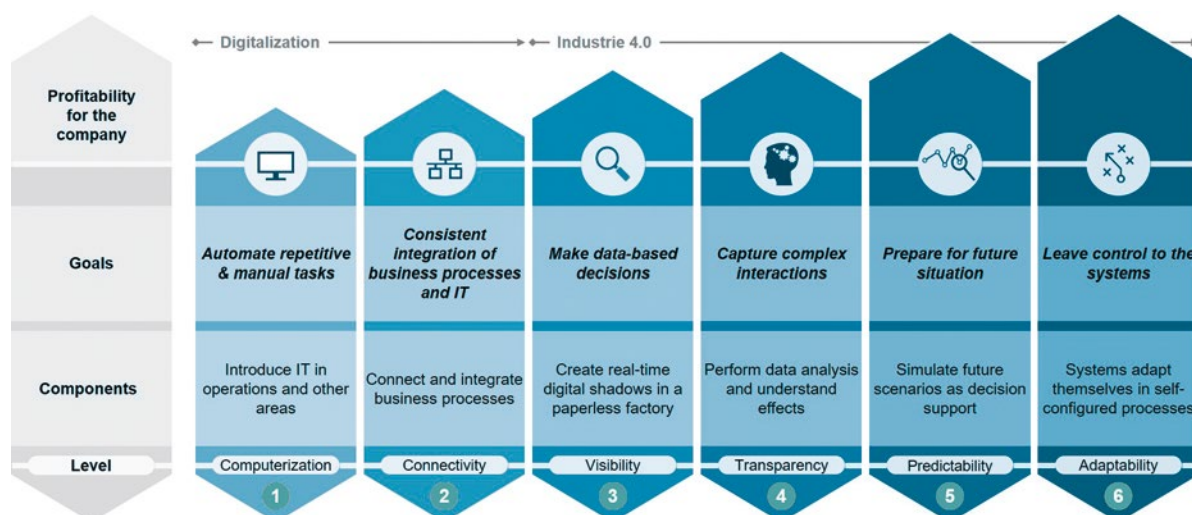 Digitalization
Industrie 4.0
Profitability
for the
company
Goals
Automate repetitive
& manual tasks
Consistent
integration of
business processes
and IT
Make data-based
decisions
Capture complex
interactions
Prepare for future
situation
Leave control to the
systems
Components
Introduce IT in
operations and other
areas
Connect and integrate
business processes
Create real-time
digital shadows in a
paperless factory
Perform data analysis
and understand
effects
Simulate future
scenarios as decision
support
Systems adapt
themselves in self-
configured processes
Level
Computerization
Connectivity
Visibility
Transparency
Predictability
Adaptability
1
2
3
4
5
6